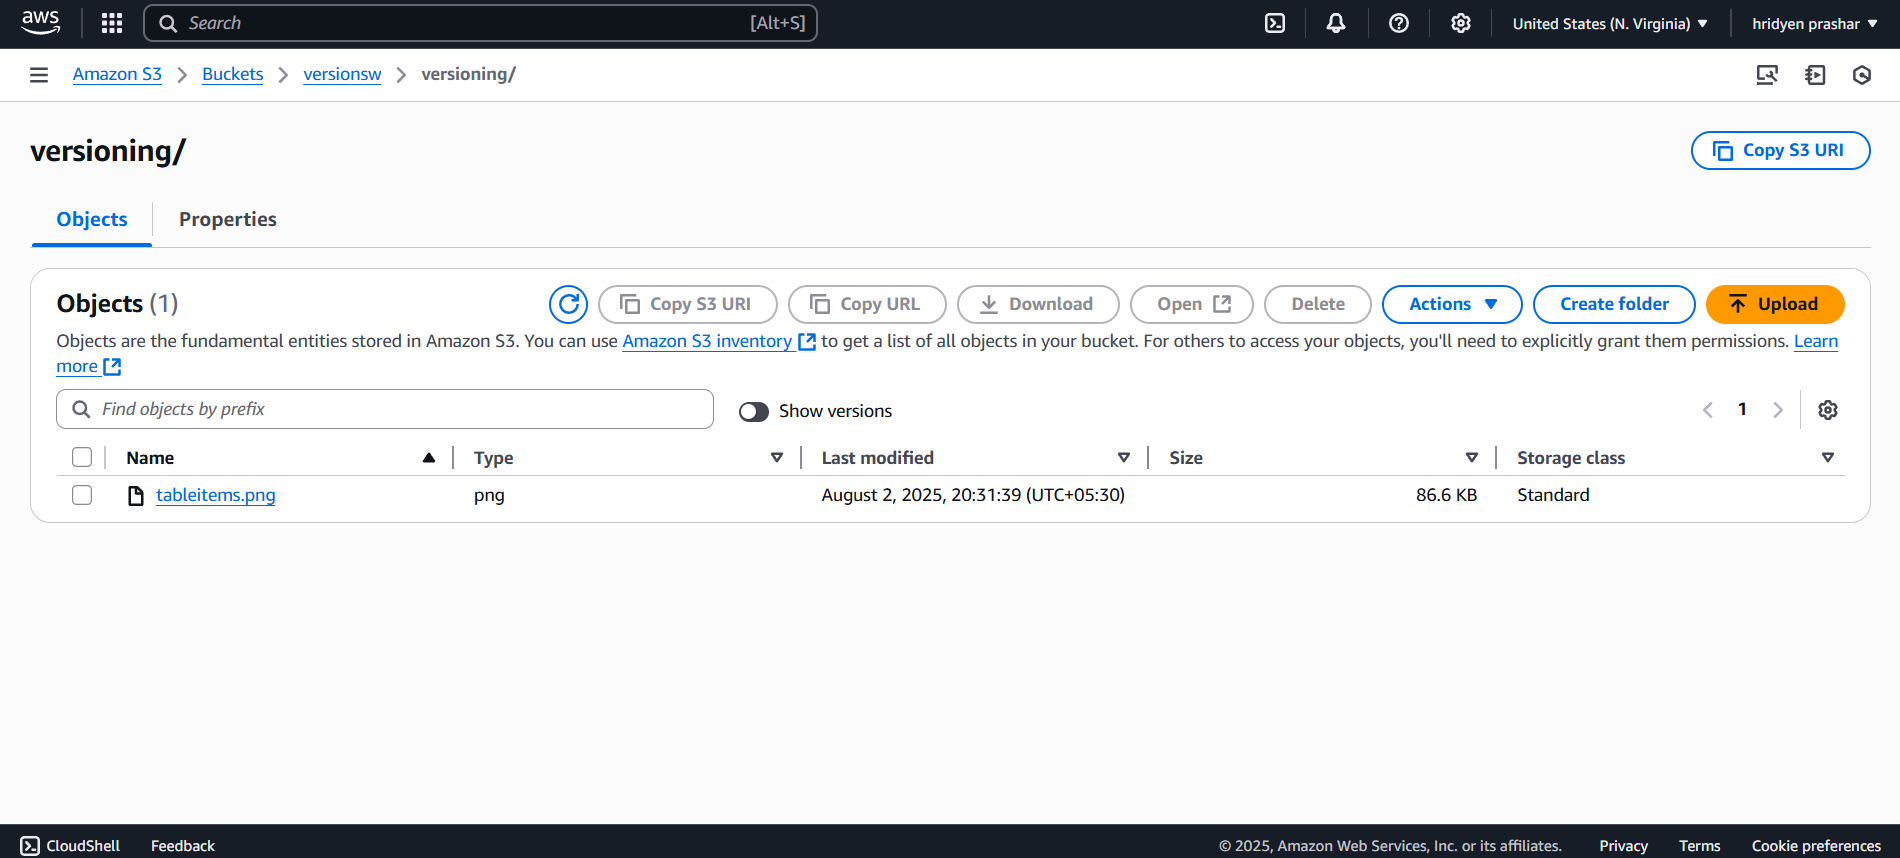 aws Search [Alt+S] United States (N. Virginia) hridyen prashar
Amazon S3 Buckets versionsw versioning/
versioning/ Copy S3 URI
Objects Properties
Objects (1) Copy S3 URI Copy URL Download Open Delete Actions Create folder Upload
Objects are the fundamental entities stored in Amazon S3. You can use Amazon S3 inventory to get a list of all objects in your bucket. For others to access your objects, you'll need to explicitly grant them permissions. Learn
more
Find objects by prefix Show versions 1
Name Type Last modified Size Storage class
tableitems.png png August 2, 2025, 20:31:39 (UTC+05:30) 86.6 KB Standard
CloudShell Feedback © 2025, Amazon Web Services, Inc. or its affiliates. Privacy Terms Cookie preferences